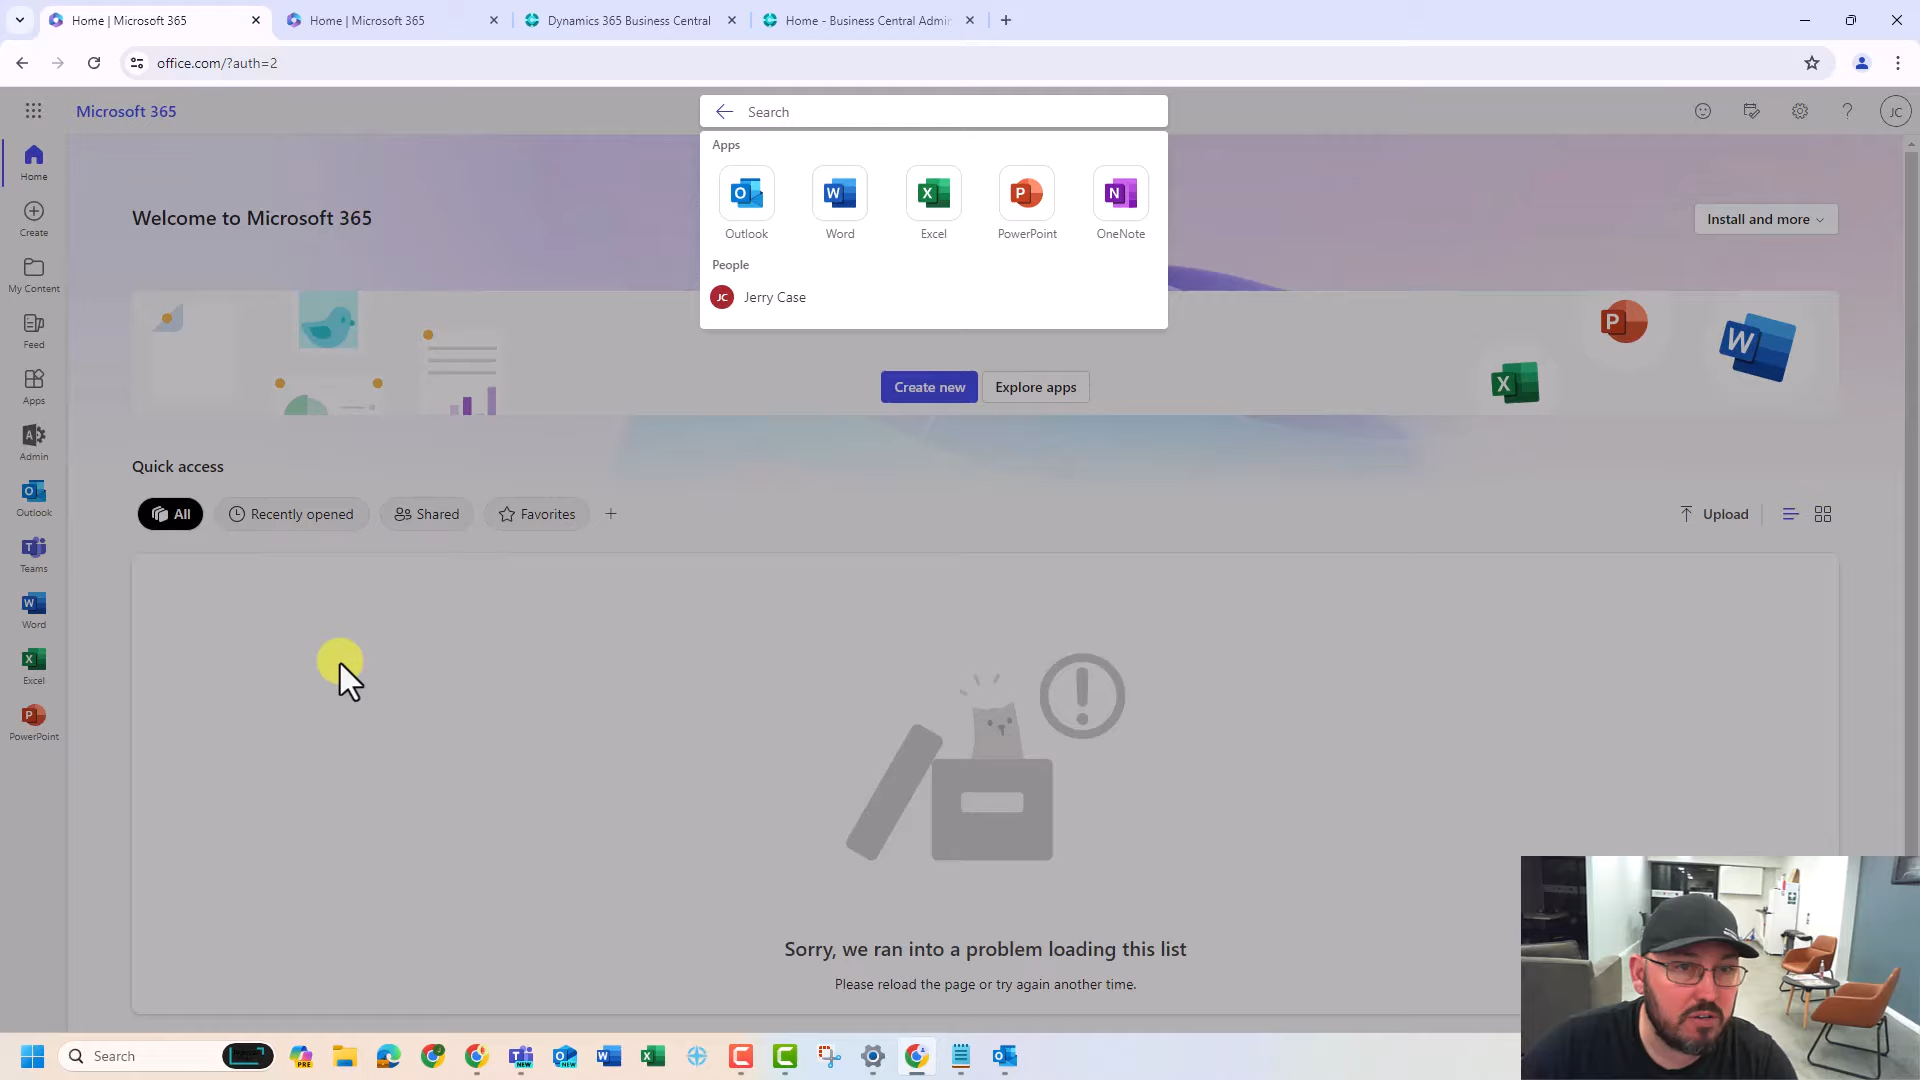 Home | Microsoft 365
Home | Microsoft 365
Dynamics 365 Business Central
Home - Business Central Admin
office.com/?auth=2
Microsoft 365
Search
JC
Apps
Outlook
Word
Excel
PowerPoint
OneNote
People
JC
Jerry Case
Home
Create
My Content
Feed
Apps
Admin
Outlook
Teams
Word
Excel
PowerPoint
Welcome to Microsoft 365
Install and more
Create new
Explore apps
Quick access
All
Recently opened
Shared
Favorites
Upload
Sorry, we ran into a problem loading this list
Please reload the page or try again another time.
Search
PRE
NEW
NEW